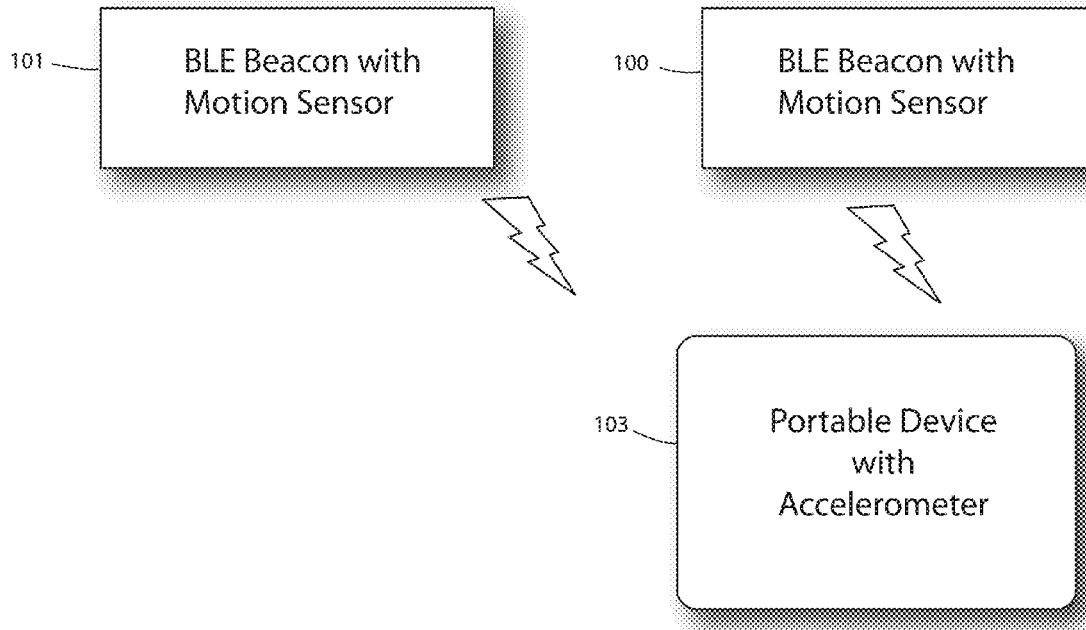 101
BLE Beacon with
Motion Sensor
100
BLE Beacon with
Motion Sensor
103
Portable Device
with
Accelerometer